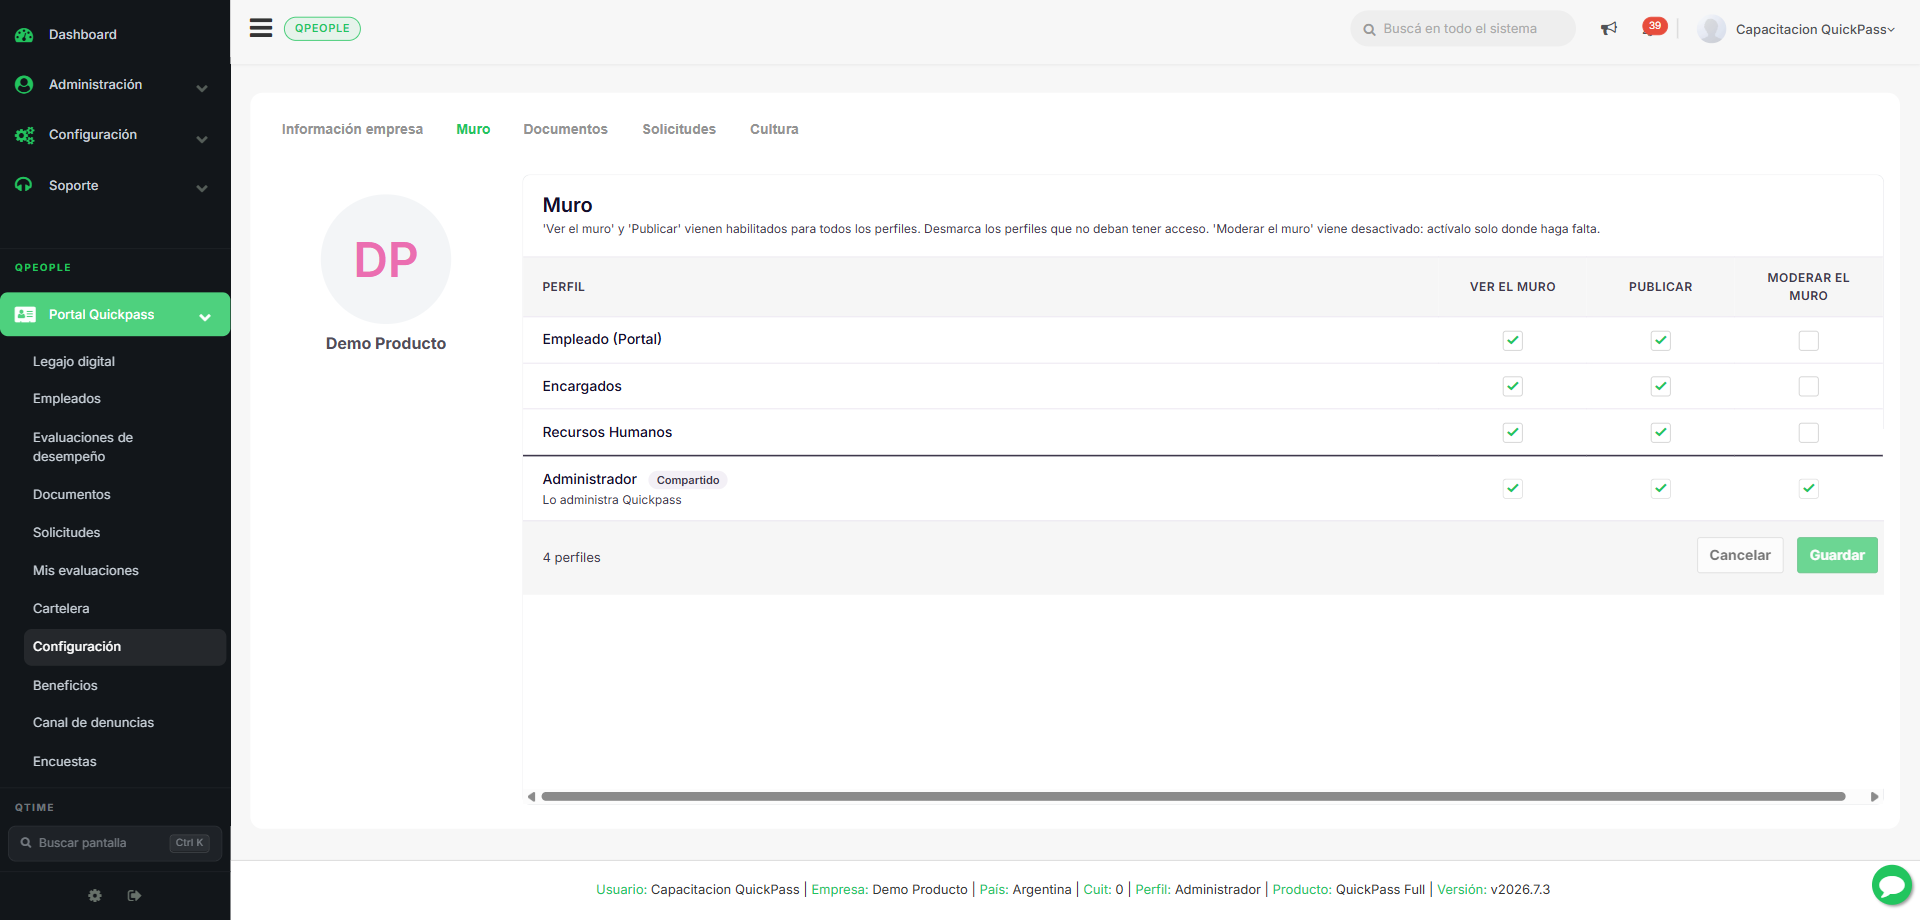 Dashboard
Administración
Configuración
Soporte
QPEOPLE
Portal Quickpass
Legajo digital
Empleados
Evaluaciones de
desempeño
Documentos
Solicitudes
Mis evaluaciones
Cartelera
Configuración
Beneficios
Canal de denuncias
Encuestas
QTIME
Buscar pantalla
Ctrl K
QPEOPLE
Buscá en todo el sistema
39
Capacitacion QuickPass
Información empresa
Muro
Documentos
Solicitudes
Cultura
DP
Demo Producto
Muro
'Ver el muro' y 'Publicar' vienen habilitados para todos los perfiles. Desmarca los perfiles que no deban tener acceso. 'Moderar el muro' viene desactivado: actívalo solo donde haga falta.
PERFIL
VER EL MURO
PUBLICAR
MODERAR EL
MURO
Empleado (Portal)
Encargados
Recursos Humanos
Administrador
Compartido
Lo administra Quickpass
4 perfiles
Cancelar
Guardar
Usuario: Capacitacion QuickPass | Empresa: Demo Producto | País: Argentina | Cuit: 0 | Perfil: Administrador | Producto: QuickPass Full | Versión: v2026.7.3